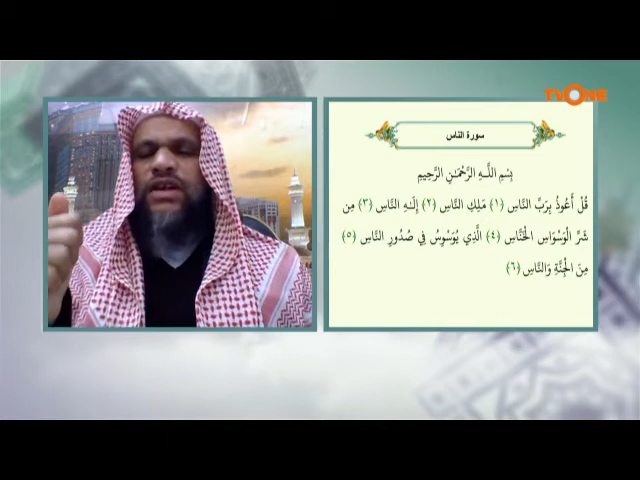 TVONE
سورة الناس
بِسْمِ اللَّـهِ الرَّحْمَـٰنِ الرَّحِيمِ
قُلْ أَعُوذُ بِرَبِّ النَّاسِ ﴿١﴾ مَلِكِ النَّاسِ ﴿٢﴾ إِلَـٰهِ النَّاسِ ﴿٣﴾ مِن
شَرِّ الْوَسْوَاسِ الْخَنَّاسِ ﴿٤﴾ الَّذِي يُوَسْوِسُ فِي صُدُورِ النَّاسِ ﴿٥﴾
مِنَ الْجِنَّةِ وَالنَّاسِ ﴿٦﴾